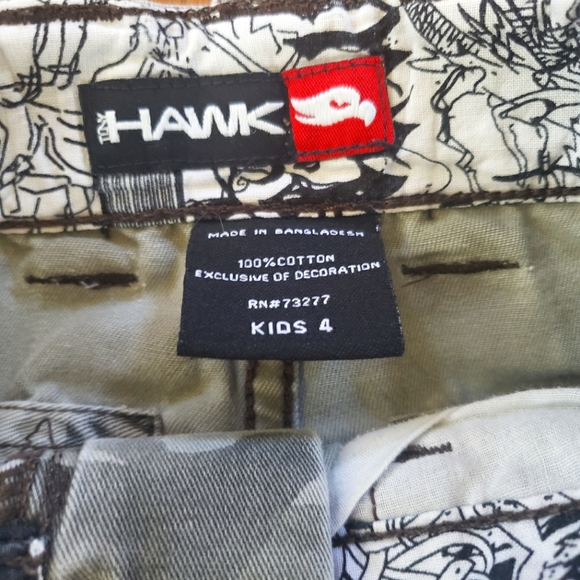 TONY HAWK
MADE IN BANGLADESH
100%COTTON
EXCLUSIVE OF DECORATION
RN#73277
KIDS 4